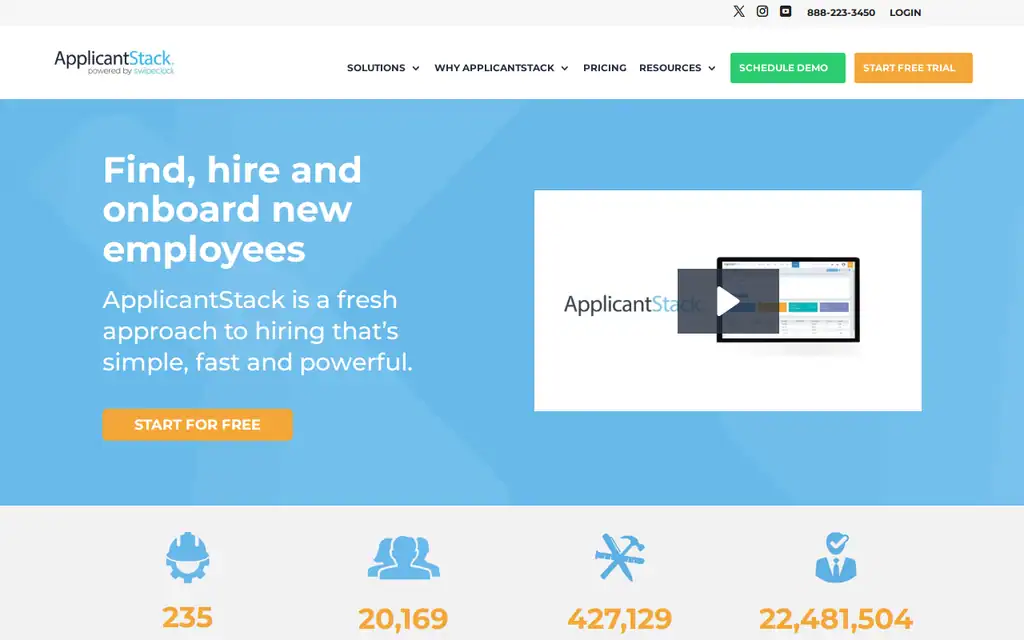 888-223-3450 LOGIN
ApplicantStack
powered by swipeclock
SOLUTIONS WHY APPLICANTSTACK PRICING RESOURCES SCHEDULE DEMO START FREE TRIAL
Find, hire and
onboard new
employees
ApplicantStack is a fresh
approach to hiring that's
simple, fast and powerful.
START FOR FREE
ApplicantStack
235 20,169 427,129 22,481,504